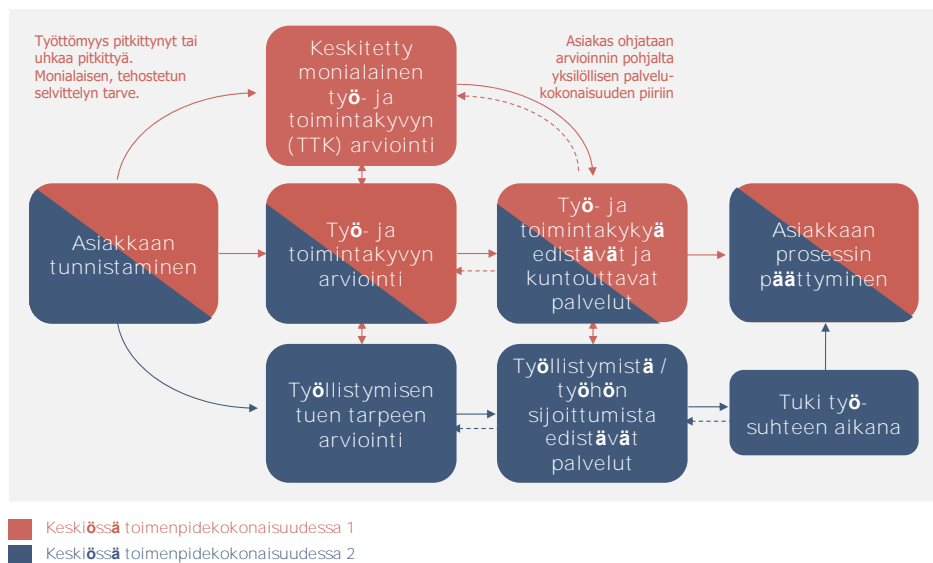 Työttömyys pitkittynyt tai
uhkaa pitkittyä.
Monialaisen, tehostetun
selvittelyn tarve.
Keskitetty
monialainen
työ- ja
toimintakyvyn
(TTK) arviointi
Asiakas ohjataan
arvioinnin pohjalta
yksilöllisen palvelu-
kokonaisuuden piiriin
Asiakkaan
tunnistaminen
Työ- ja
toimintakyvyn
arviointi
Työ- ja
toimintakykyä
edistävät ja
kuntouttavat
palvelut
Asiakkaan
prosessin
päättyminen
Työllistymisen
tuen tarpeen
arviointi
Työllistymistä /
työhön
sijoittumista
edistävät
palvelut
Tuki työ-
suhteen aikana
Keskiössä toimenpidekokonaisuudessa 1
Keskiössä toimenpidekokonaisuudessa 2